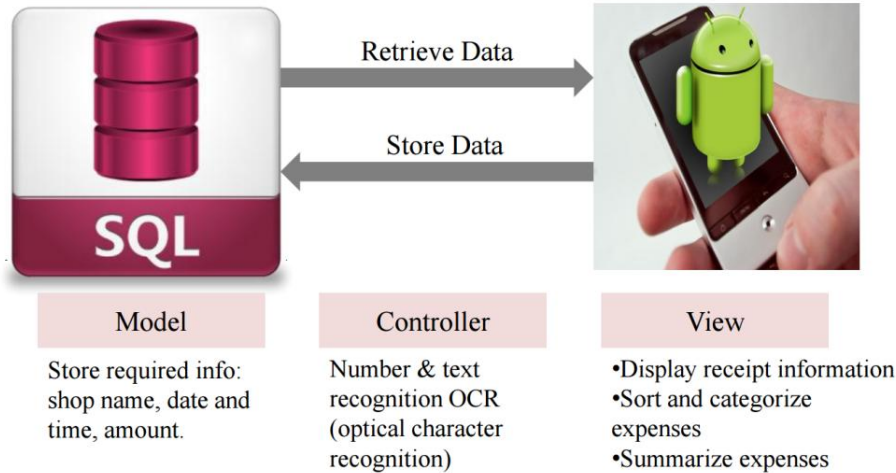 Retrieve Data
Store Data
SQL
Model
Controller
View
Store required info:
shop name, date and
time, amount.
Number & text
recognition OCR
(optical character
recognition)
•Display receipt information
•Sort and categorize
expenses
•Summarize expenses